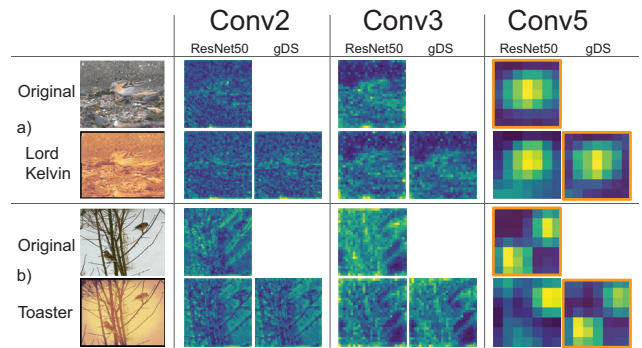 Conv2 Conv3 Conv5
ResNet50 gDS ResNet50 gDS ResNet50 gDS
Original
a)
Lord
Kelvin
Original
b)
Toaster